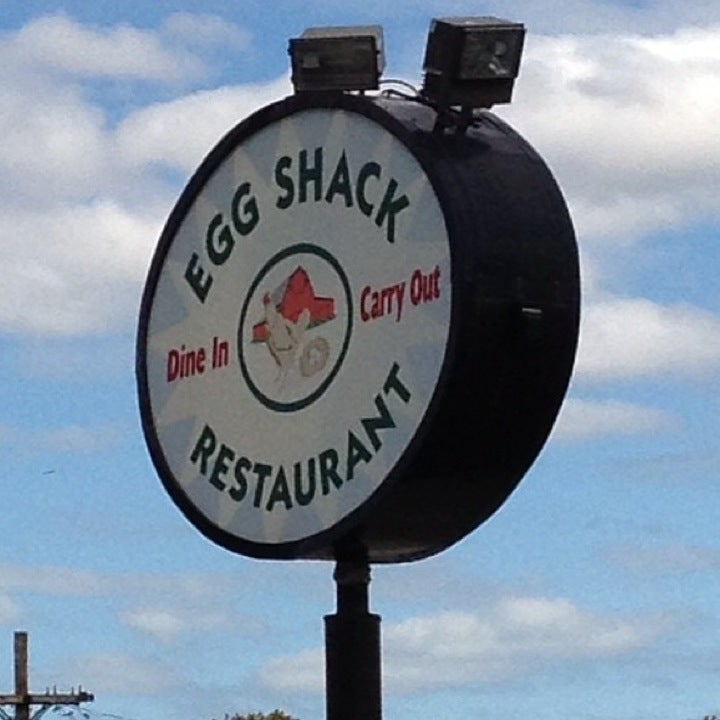 EGG SHACK
Dine In
Carry Out
RESTAURANT